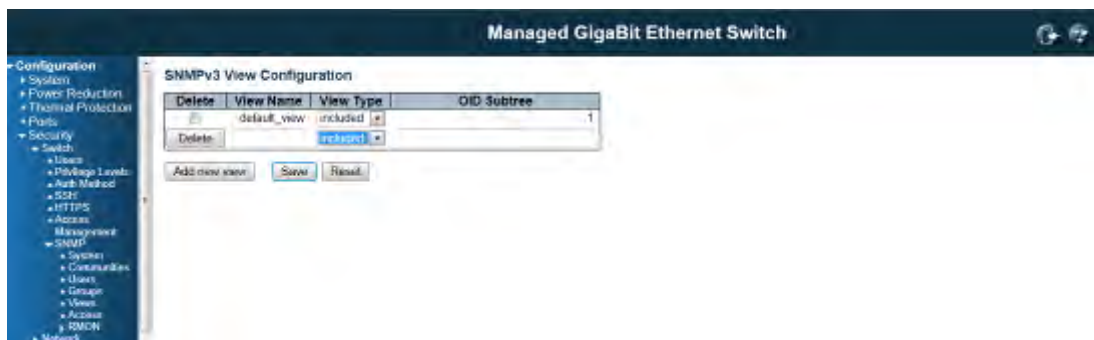 Managed GigaBit Ethernet Switch
Configuration
System
Power Reduction
Thermal Protection
Ports
Security
Switch
Users
Privilege Levels
Auth Method
SSH
HTTPS
Access
Management
SNMP
System
Communities
Users
Groups
Views
Access
RMON
Network
SNMPv3 View Configuration
Delete View Name View Type OID Subtree
default_view included 1
Delete included
Add new view Save Reset